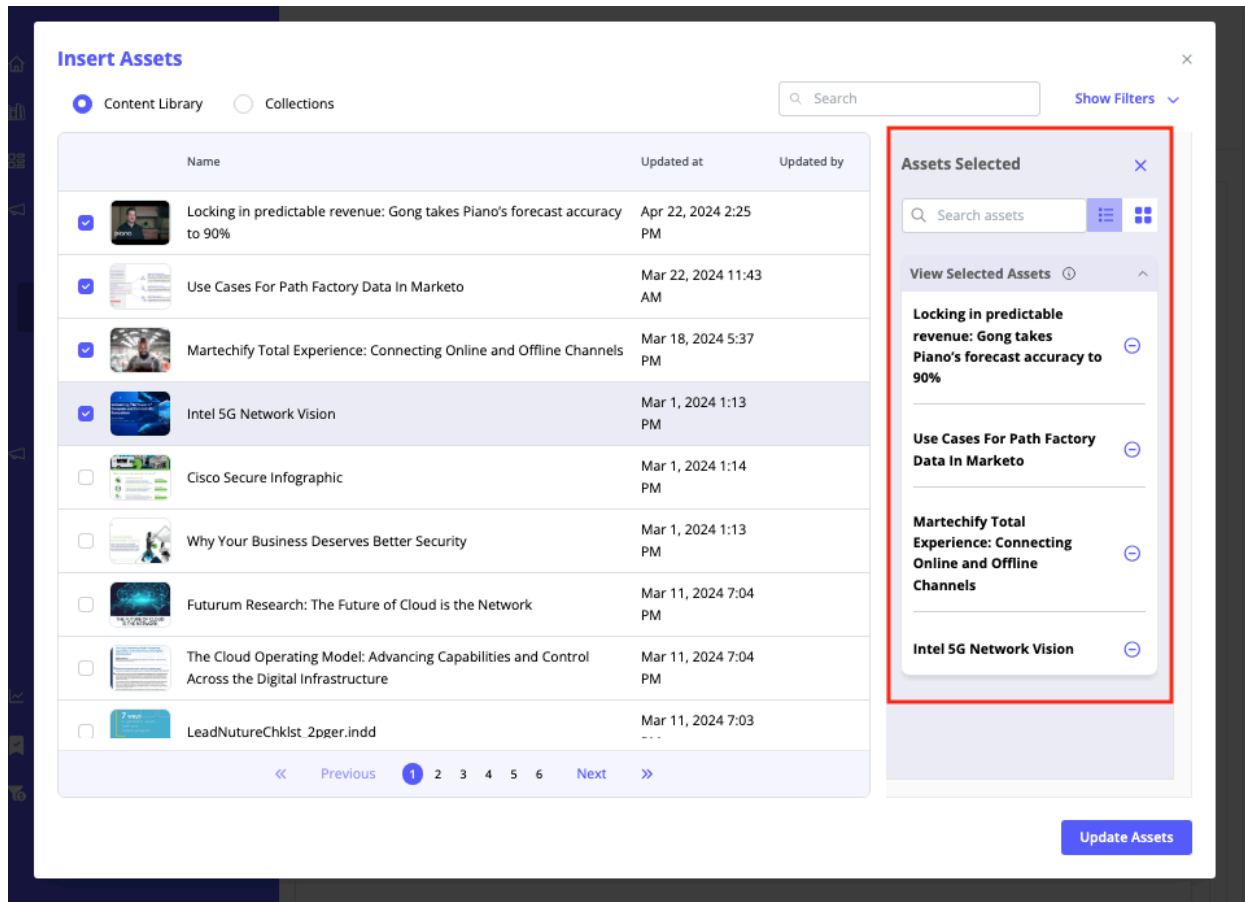 Insert Assets
Content Library
Collections
Search
Show Filters
Name
Updated at
Updated by
Locking in predictable revenue: Gong takes Piano’s forecast accuracy
to 90%
Apr 22, 2024 2:25
PM
Use Cases For Path Factory Data In Marketo
Mar 22, 2024 11:43
AM
Martechify Total Experience: Connecting Online and Offline Channels
Mar 18, 2024 5:37
PM
Intel 5G Network Vision
Mar 1, 2024 1:13
PM
Cisco Secure Infographic
Mar 1, 2024 1:14
PM
Why Your Business Deserves Better Security
Mar 1, 2024 1:13
PM
Futurum Research: The Future of Cloud is the Network
Mar 11, 2024 7:04
PM
The Cloud Operating Model: Advancing Capabilities and Control
Across the Digital Infrastructure
Mar 11, 2024 7:04
PM
LeadNutureChklst_2pger.indd
Mar 11, 2024 7:03
Previous
1 2 3 4 5 6
Next
Assets Selected
Search assets
View Selected Assets
Locking in predictable
revenue: Gong takes
Piano’s forecast accuracy to
90%
Use Cases For Path Factory
Data In Marketo
Martechify Total
Experience: Connecting
Online and Offline
Channels
Intel 5G Network Vision
Update Assets